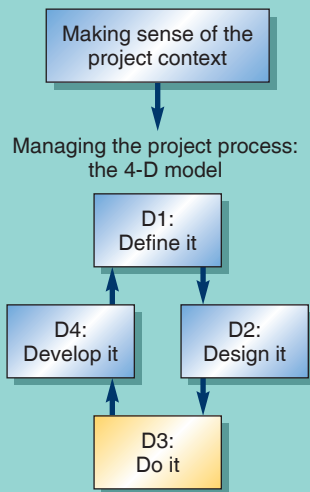 Making sense of the
project context
Managing the project process:
the 4-D model
D1:
Define it
D4:
Develop it
D2:
Design it
D3:
Do it